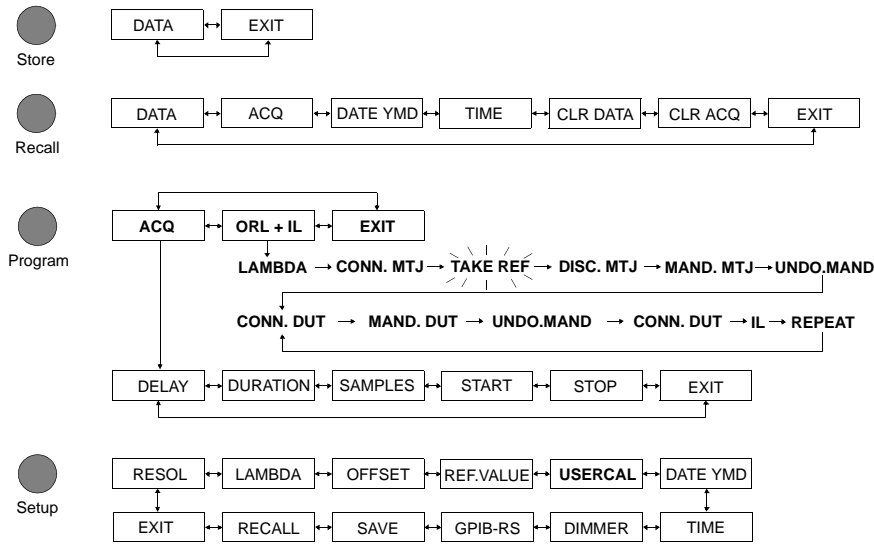 DATA EXIT
Store
DATA ACQ DATE YMD TIME CLR DATA CLR ACQ EXIT
Recall
ACQ ORL + IL EXIT
Program
LAMBDA CONN. MTJ TAKE REF DISC. MTJ MAND. MTJ UNDO.MAND
CONN. DUT MAND. DUT UNDO.MAND CONN. DUT IL REPEAT
DELAY DURATION SAMPLES START STOP EXIT
RESOL LAMBDA OFFSET REF.VALUE USERCAL DATE YMD
Setup
EXIT RECALL SAVE GPIB-RS DIMMER TIME